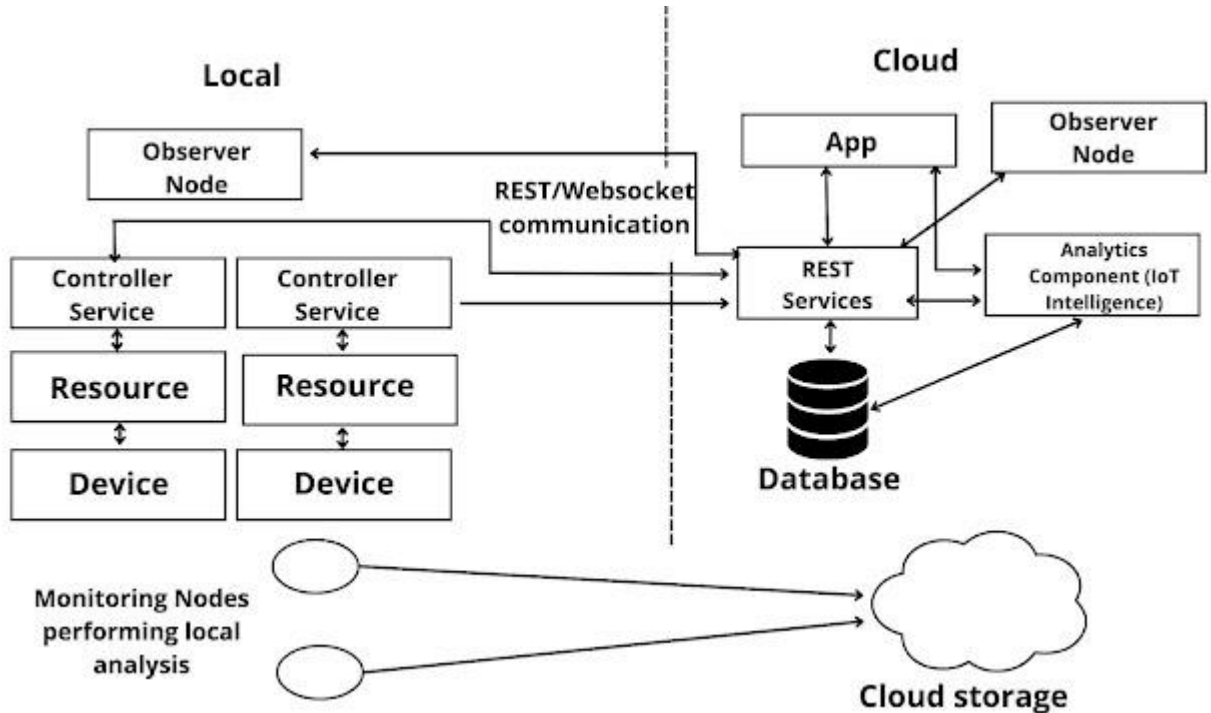 Local
Cloud
Observer
Node
App
Observer
Node
REST/Websocket
communication
Controller
Service
Controller
Service
REST
Services
Analytics
Component (IoT
Intelligence)
Resource
Resource
Device
Device
Database
Monitoring Nodes
performing local
analysis
Cloud storage